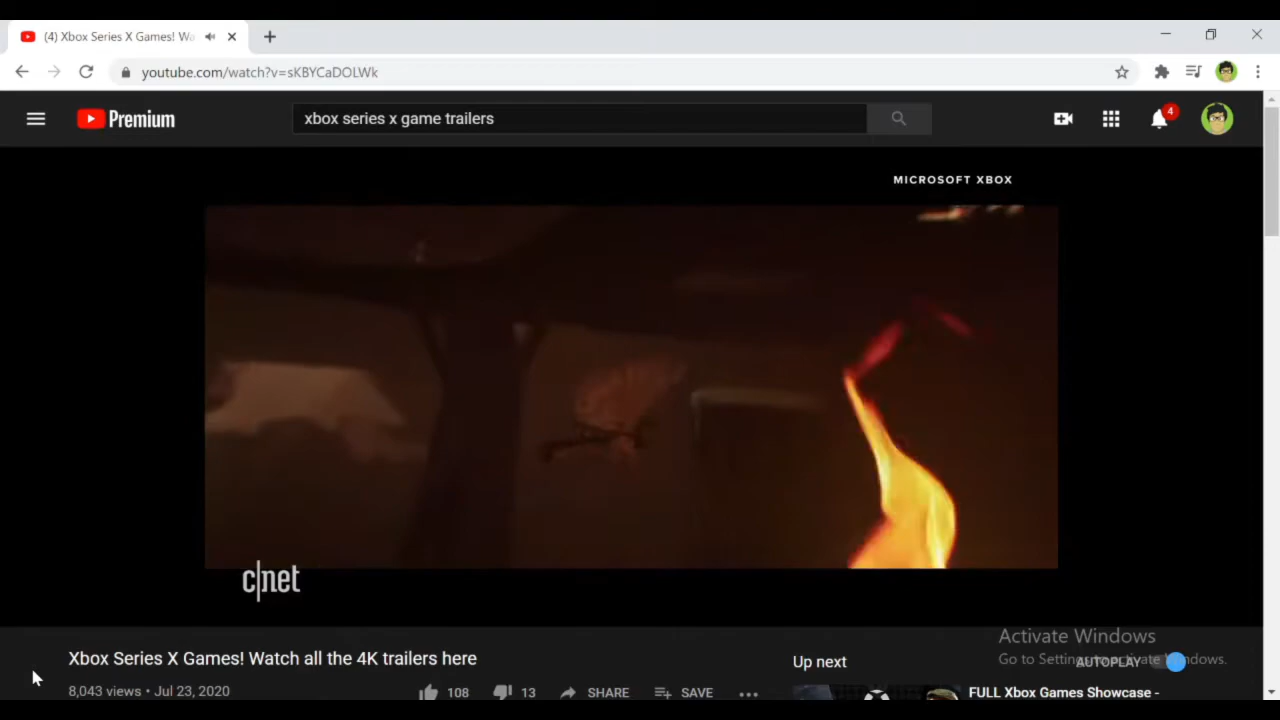 (4) Xbox Series X Games! Wa
youtube.com/watch?v=sKBYCaDOLWk
Premium
xbox series x game trailers
4
MICROSOFT XBOX
c|net
Xbox Series X Games! Watch all the 4K trailers here
8,043 views • Jul 23, 2020
108
13
SHARE
SAVE
Up next
AUTOPLAY
Activate Windows
Go to Settings to activate Windows.
FULL Xbox Games Showcase -